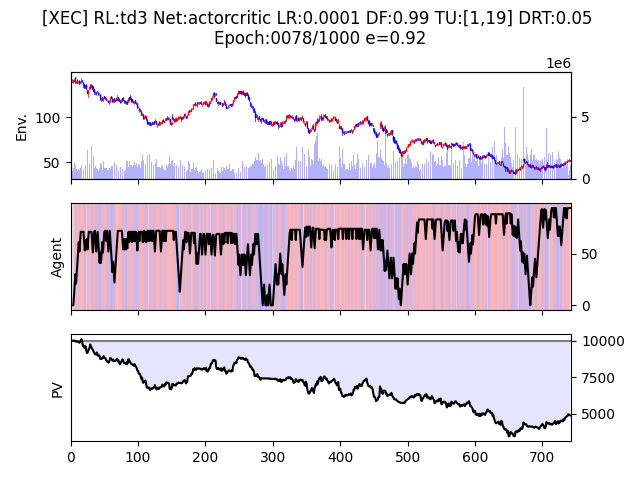 [XEC] RL:td3 Net:actorcritic LR:0.0001 DF:0.99 TU:[1,19] DRT:0.05
Epoch:0078/1000 e=0.92
1e6
Env.
100
50
5
0
Agent
50
0
PV
10000
7500
5000
0 100 200 300 400 500 600 700